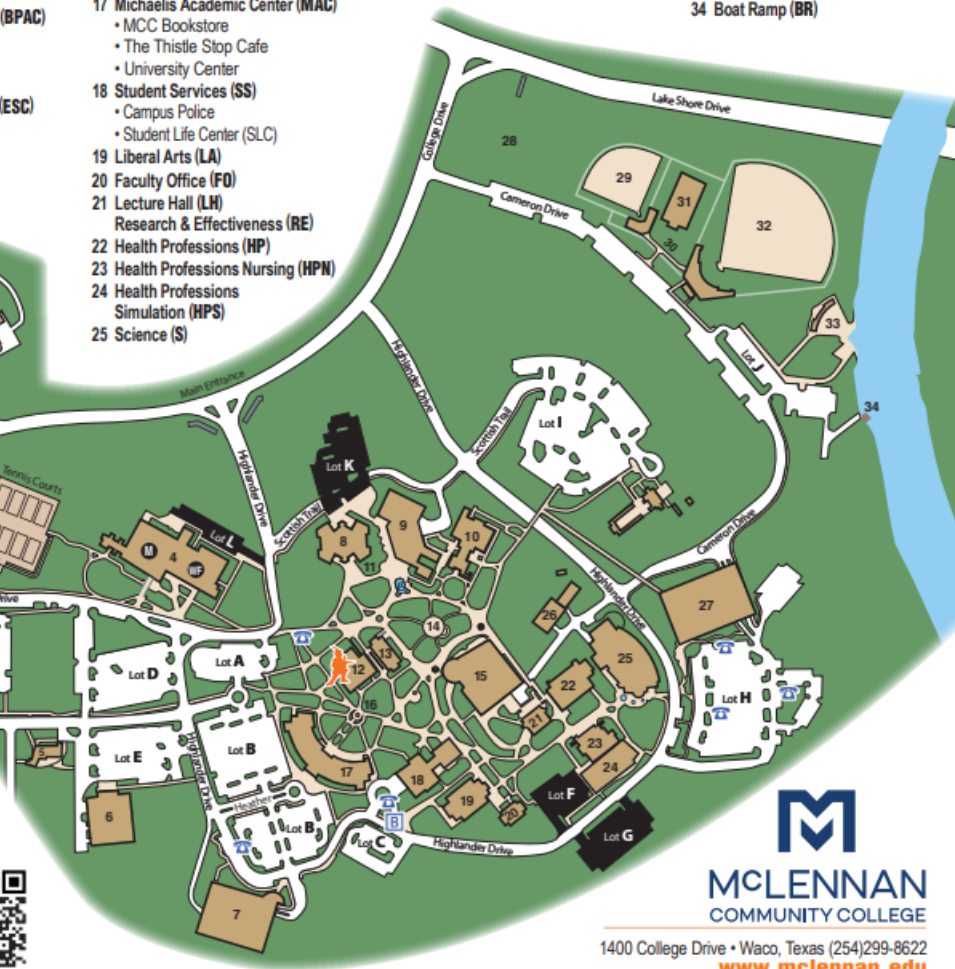 (BPAC)
(ESC)
17 Michaelis Academic Center (MAC)
• MCC Bookstore
• The Thistle Stop Cafe
• University Center
18 Student Services (SS)
• Campus Police
• Student Life Center (SLC)
19 Liberal Arts (LA)
20 Faculty Office (FO)
21 Lecture Hall (LH)
Research & Effectiveness (RE)
22 Health Professions (HP)
23 Health Professions Nursing (HPN)
24 Health Professions
Simulation (HPS)
25 Science (S)
34 Boat Ramp (BR)
Lake Shore Drive
College Drive
28
29
31
32
30
Cameron Drive
33
Lot J
34
Main Entrance
Highlander Drive
Scottish Trail
Lot I
Lot K
Highlander Drive
Scottish Trail
Tennis Courts
M
4
WF
Lot L
8
9
10
11
Cameron Drive
Highlander Drive
27
26
14
25
rive
Lot D
Lot A
12
13
15
22
16
21
Lot H
5
Lot E
Highlander Drive
Lot B
17
18
23
24
19
20
Lot F
Lot G
6
Heather
Lot B
B
Lot C
Highlander Drive
7
M
MCLENNAN
COMMUNITY COLLEGE
1400 College Drive • Waco, Texas (254)299-8622
www.mclennan.edu